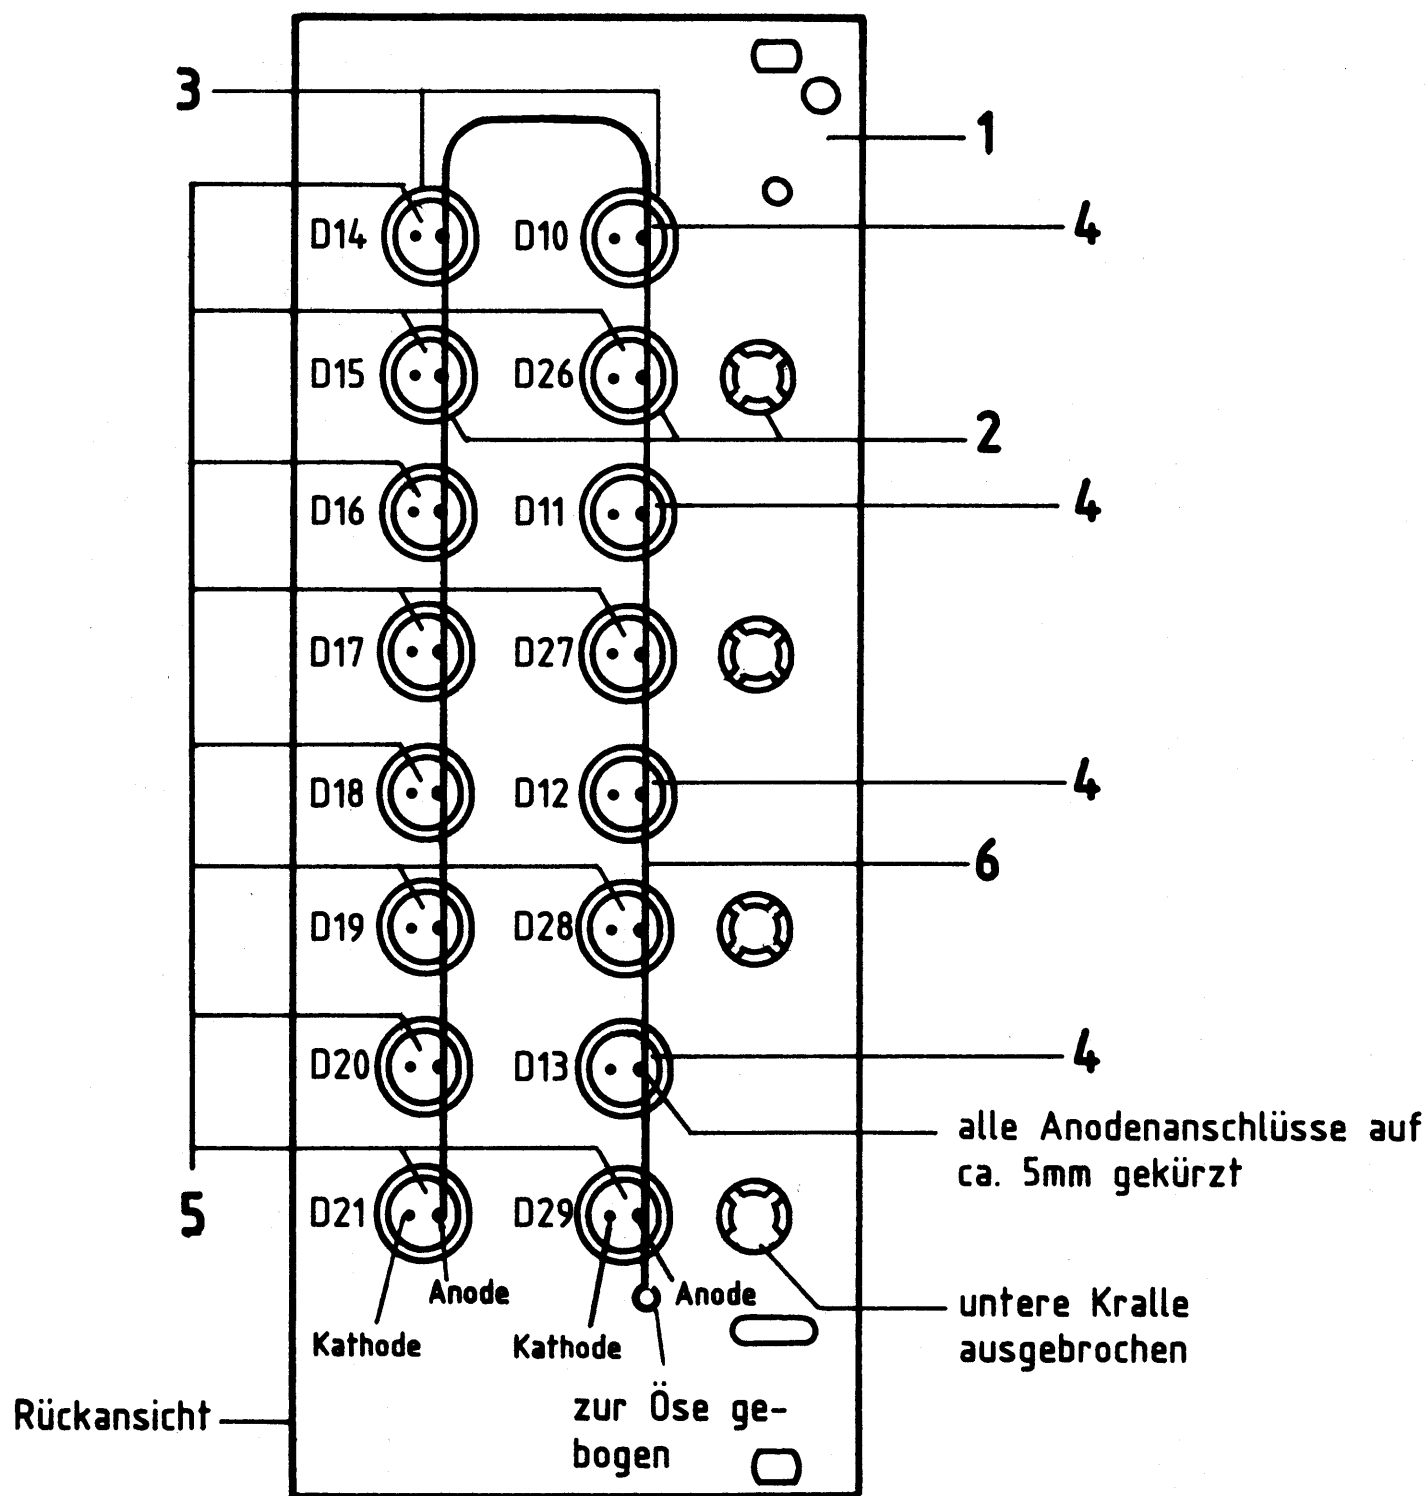 3
1
D14
D10
4
D15
D26
2
D16
D11
4
D17
D27
D18
D12
4
6
D19
D28
D20
D13
4
alle Anodenanschlüsse auf
ca. 5mm gekürzt
5
D21
D29
Anode
Anode
Kathode
Kathode
untere Kralle
ausgebrochen
zur Öse ge-
bogen
Rückansicht